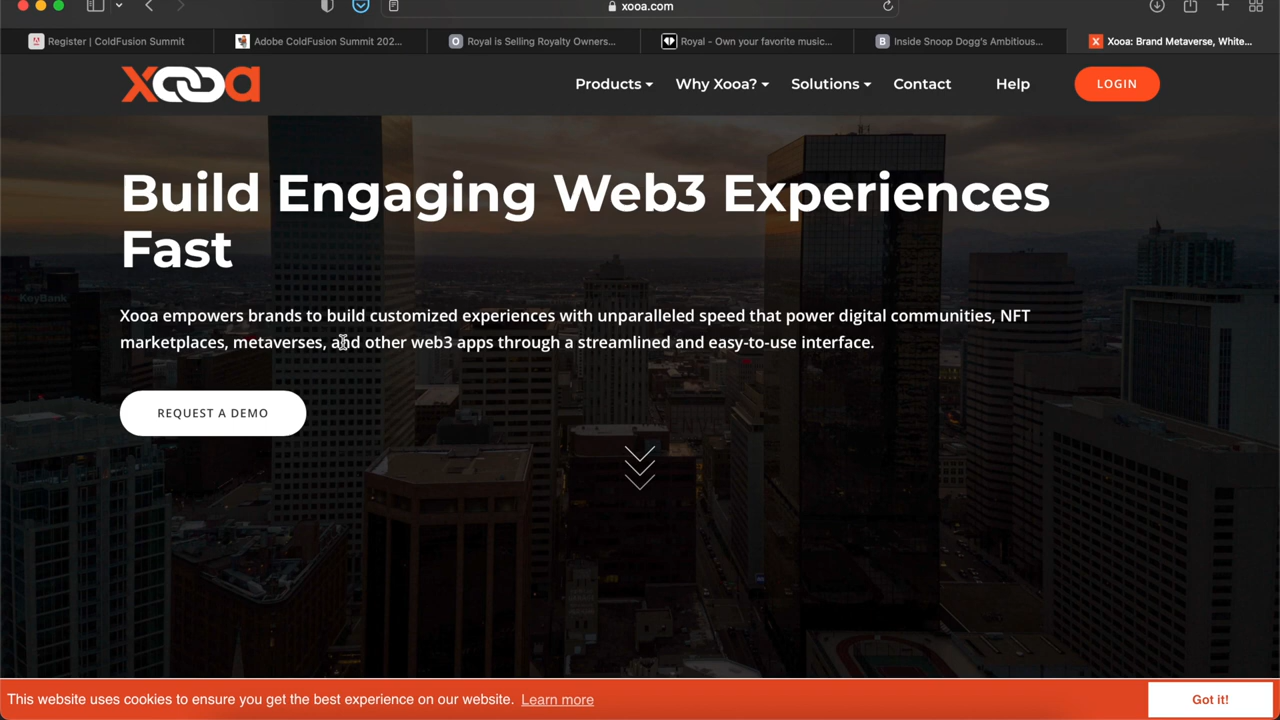 xooa.com
Register | ColdFusion Summit
Adobe ColdFusion Summit 202...
Royal is Selling Royalty Owners...
Royal - Own your favorite music...
Inside Snoop Dogg's Ambitious...
Xooa: Brand Metaverse, White...
xooa
Products
Why Xooa?
Solutions
Contact
Help
LOGIN
Build Engaging Web3 Experiences
Fast
KeyBank
Xooa empowers brands to build customized experiences with unparalleled speed that power digital communities, NFT
marketplaces, metaverses, and other web3 apps through a streamlined and easy-to-use interface.
REQUEST A DEMO
This website uses cookies to ensure you get the best experience on our website. Learn more
Got it!